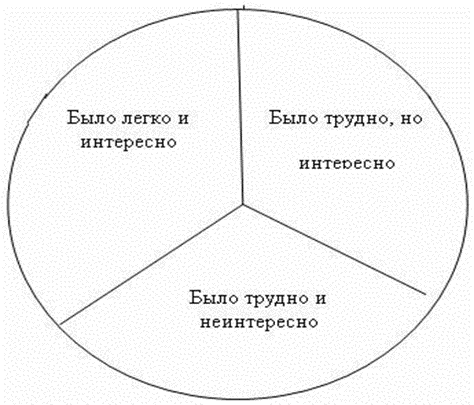 Было легко и
интересно
Было трудно, но
интересно
Было трудно и
неинтересно